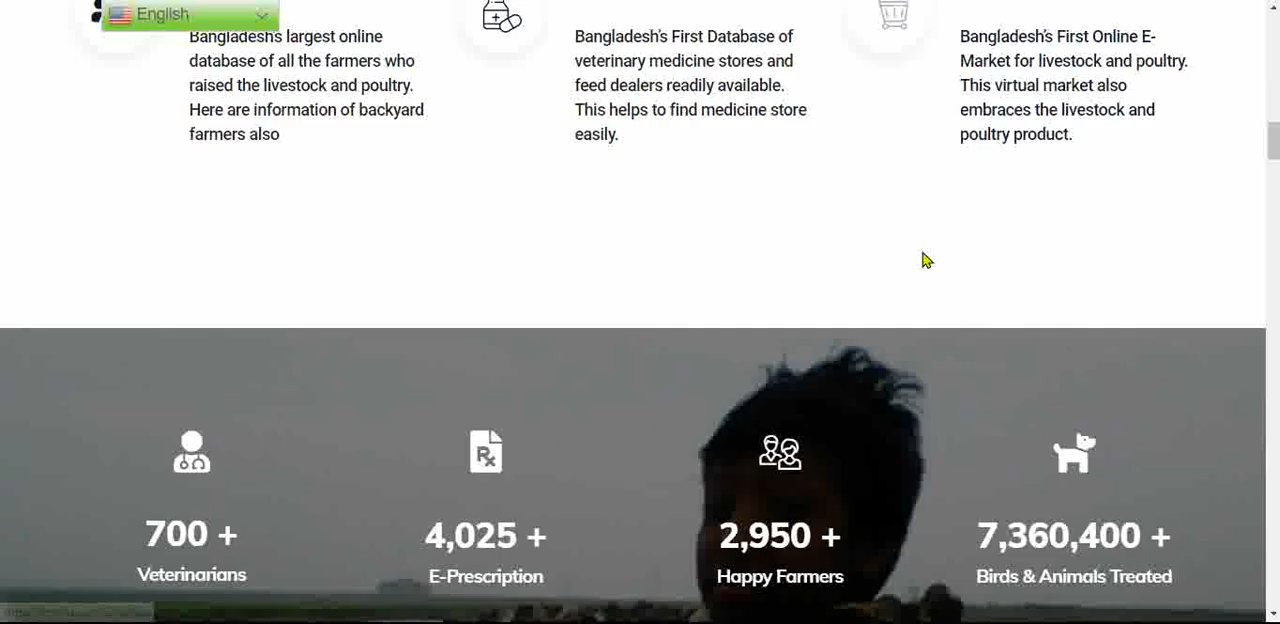 English
Bangladesh's largest online
database of all the farmers who
raised the livestock and poultry.
Here are information of backyard
farmers also
Bangladesh's First Database of
veterinary medicine stores and
feed dealers readily available.
This helps to find medicine store
easily.
Bangladesh's First Online E-
Market for livestock and poultry.
This virtual market also
embraces the livestock and
poultry product.
Rx
700 +
Veterinarians
4,025 +
E-Prescription
2,950 +
Happy Farmers
7,360,400 +
Birds & Animals Treated